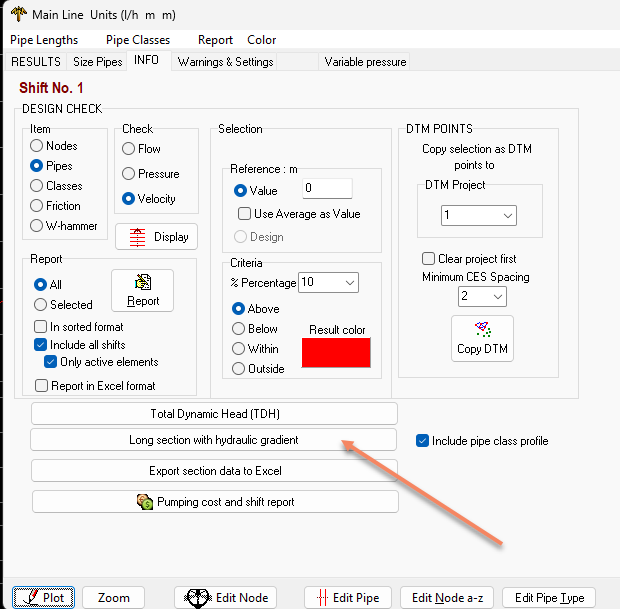 Main Line Units (l/h m m)
Pipe Lengths Pipe Classes Report Color
RESULTS Size Pipes INFO Warnings & Settings Variable pressure
Shift No. 1
DESIGN CHECK
Item
Nodes
Pipes
Classes
Friction
W-hammer
Check
Flow
Pressure
Velocity
Display
Report
All
Selected
Report
In sorted format
Include all shifts
Only active elements
Report in Excel format
Selection
Reference : m
Value 0
Use Average as Value
Design
Criteria
% Percentage 10
Above
Below
Within
Outside
Result color
DTM POINTS
Copy selection as DTM
points to
DTM Project
1
Clear project first
Minimum CES Spacing
2
Copy DTM
Total Dynamic Head (TDH)
Long section with hydraulic gradient
Include pipe class profile
Export section data to Excel
Pumping cost and shift report
Plot Zoom Edit Node Edit Pipe Edit Node a-z Edit Pipe Type